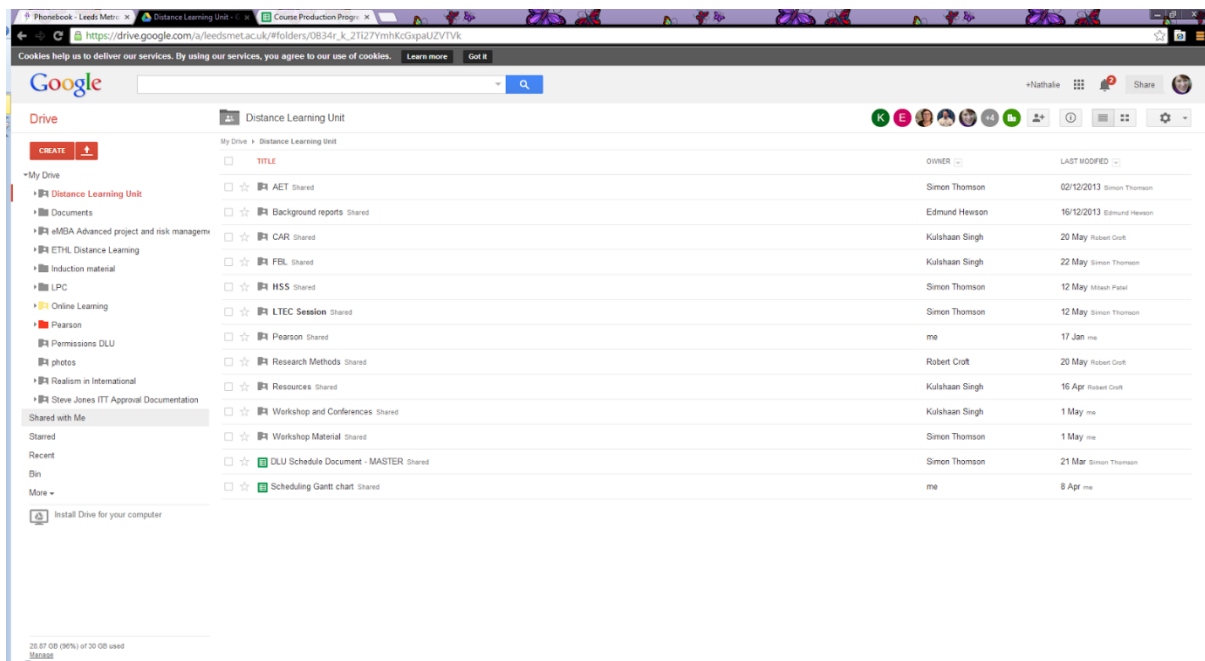 Phonebook - Leeds Metr × Distance Learning Unit - G × Course Production Progre ×
https://drive.google.com/a/leedsmet.ac.uk/#folders/0B34r_k_2Ti27YmhKcGxpaUZVTVk
Cookies help us to deliver our services. By using our services, you agree to our use of cookies. Learn more Got it
Google +Nathalie 2 Share
Drive Distance Learning Unit K E +4
CREATE My Drive Distance Learning Unit
TITLE OWNER LAST MODIFIED
My Drive
Distance Learning Unit
Documents
eMBA Advanced project and risk manageme
ETHL Distance Learning
Induction material
LPC
Online Learning
Pearson
Permissions DLU
photos
Realism in International
Steve Jones ITT Approval Documentation
Shared with Me
Starred
Recent
Bin
More
Install Drive for your computer
AET Shared Simon Thomson 02/12/2013 Simon Thomson
Background reports Shared Edmund Hewson 16/12/2013 Edmund Hewson
CAR Shared Kulshaan Singh 20 May Robert Croft
FBL Shared Kulshaan Singh 22 May Simon Thomson
HSS Shared Simon Thomson 12 May Mitesh Patel
LTEC Session Shared Simon Thomson 12 May Simon Thomson
Pearson Shared me 17 Jan me
Research Methods Shared Robert Croft 20 May Robert Croft
Resources Shared Kulshaan Singh 16 Apr Robert Croft
Workshop and Conferences Shared Kulshaan Singh 1 May me
Workshop Material Shared Simon Thomson 1 May me
DLU Schedule Document - MASTER Shared Simon Thomson 21 Mar Simon Thomson
Scheduling Gantt chart Shared me 8 Apr me
28.87 GB (96%) of 30 GB used
Manage